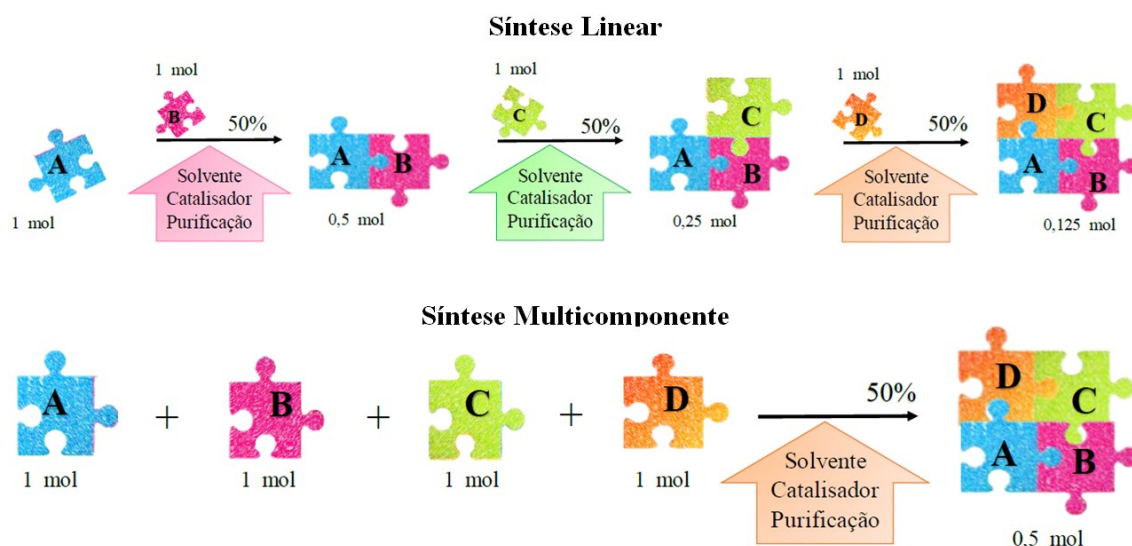 Síntese Linear
1 mol
B
50%
A
1 mol
Solvente
Catalisador
Purificação
A B
0,5 mol
1 mol
C
50%
Solvente
Catalisador
Purificação
C
A B
0,25 mol
1 mol
D
50%
Solvente
Catalisador
Purificação
D C
A B
0,125 mol
Síntese Multicomponente
A + B + C + D
1 mol 1 mol 1 mol 1 mol
50%
Solvente
Catalisador
Purificação
D C
A B
0,5 mol